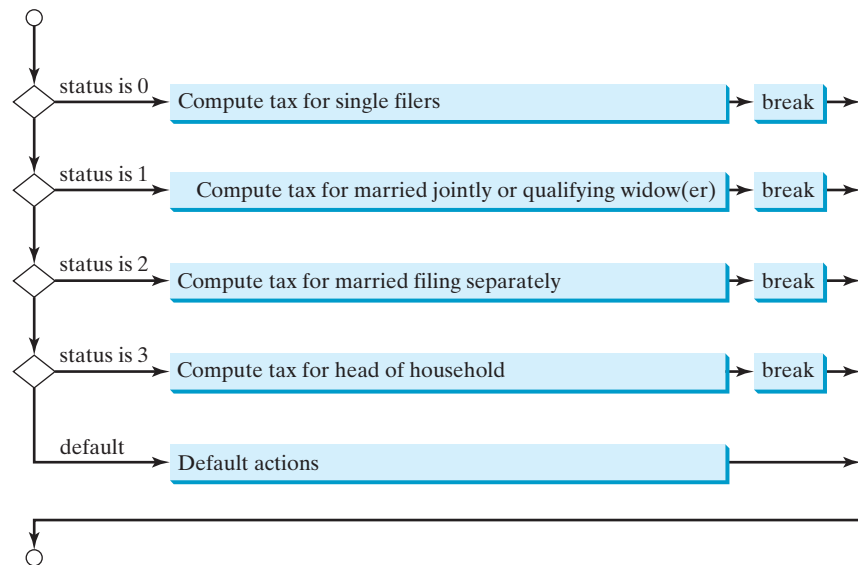 status is 0
Compute tax for single filers
break
status is 1
Compute tax for married jointly or qualifying widow(er)
break
status is 2
Compute tax for married filing separately
break
status is 3
Compute tax for head of household
break
default
Default actions